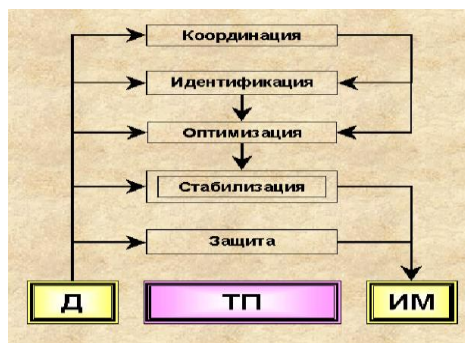 Координация
Идентификация
Оптимизация
Стабилизация
Защита
Д ТП ИМ